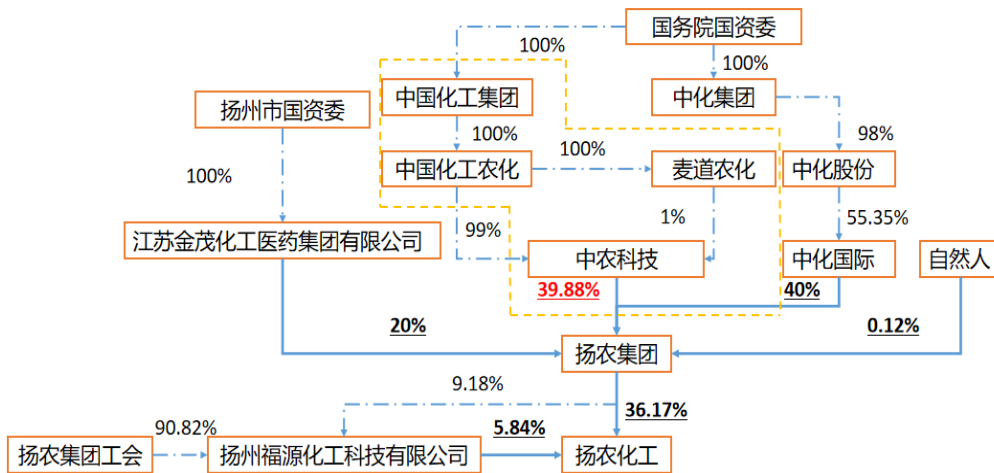 国务院国资委
100%
100%
中国化工集团
中化集团
扬州市国资委
100%
98%
100%
100%
中国化工农化
麦道农化
中化股份
99%
1%
55.35%
江苏金茂化工医药集团有限公司
中农科技
中化国际
自然人
39.88%
40%
20%
0.12%
扬农集团
9.18%
36.17%
90.82%
5.84%
扬农集团工会
扬州福源化工科技有限公司
扬农化工